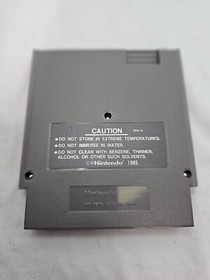 CAUTION
•DO NOT STORE IN EXTREME TEMPERATURES.
•DO NOT IMMERSE IN WATER.
•DO NOT CLEAN WITH BENZENE, THINNER,
ALCOHOL OR OTHER SUCH SOLVENTS.
©Nintendo 1985